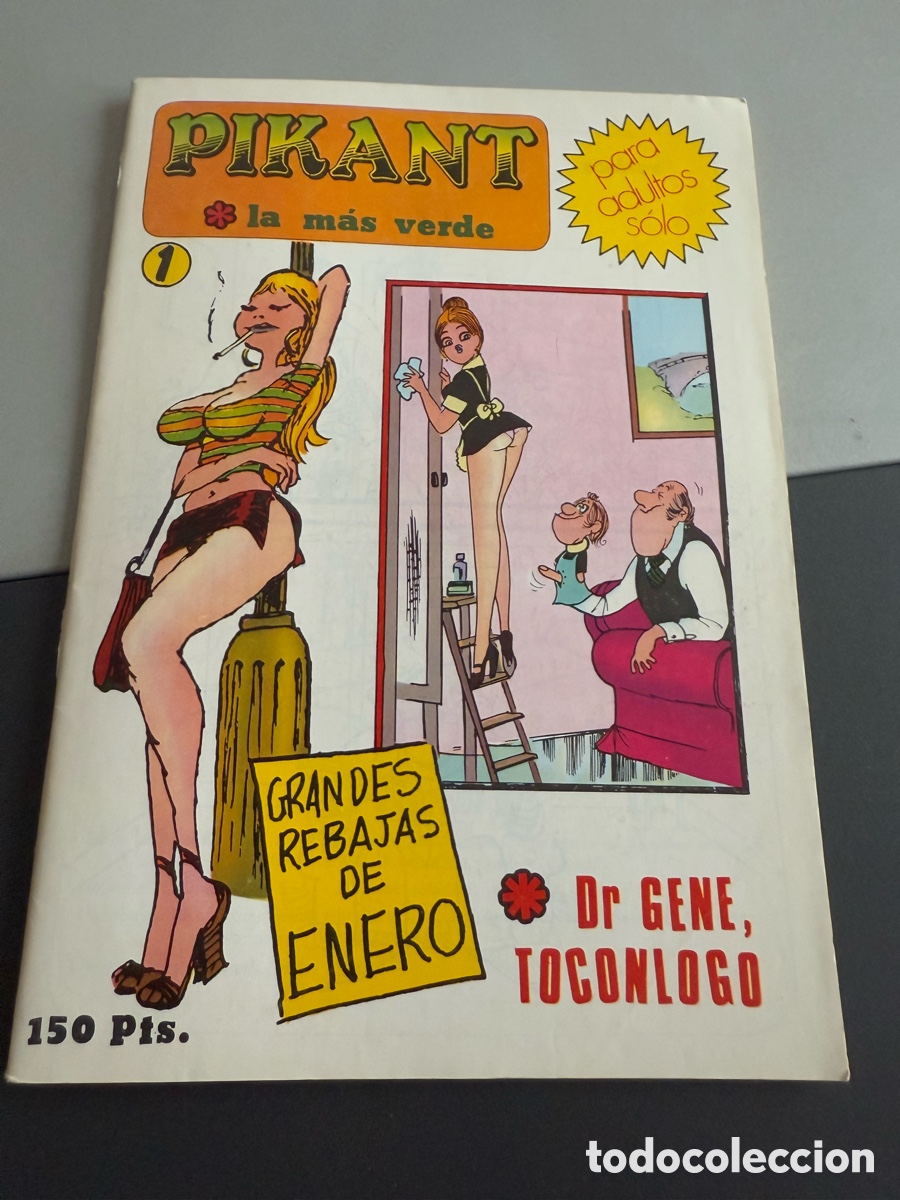 PIKANT
la más verde
para
adultos
sólo
1
GRANDES
REBAJAS
DE
ENERO
Dr GENE,
TOCONLOGO
150 Pts.
todocoleccion